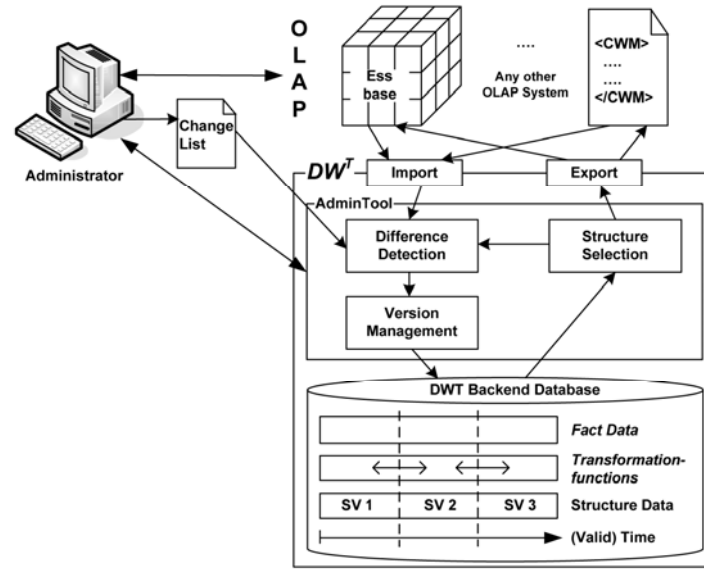 O
L
A
P
Ess
base
....
Any other
OLAP System
<CWM>
....
....
</CWM>
Change
List
Administrator
DWᵀ
Import
Export
AdminTool
Difference
Detection
Structure
Selection
Version
Management
DWT Backend Database
Fact Data
Transformation-
functions
SV 1 SV 2 SV 3 Structure Data
(Valid) Time